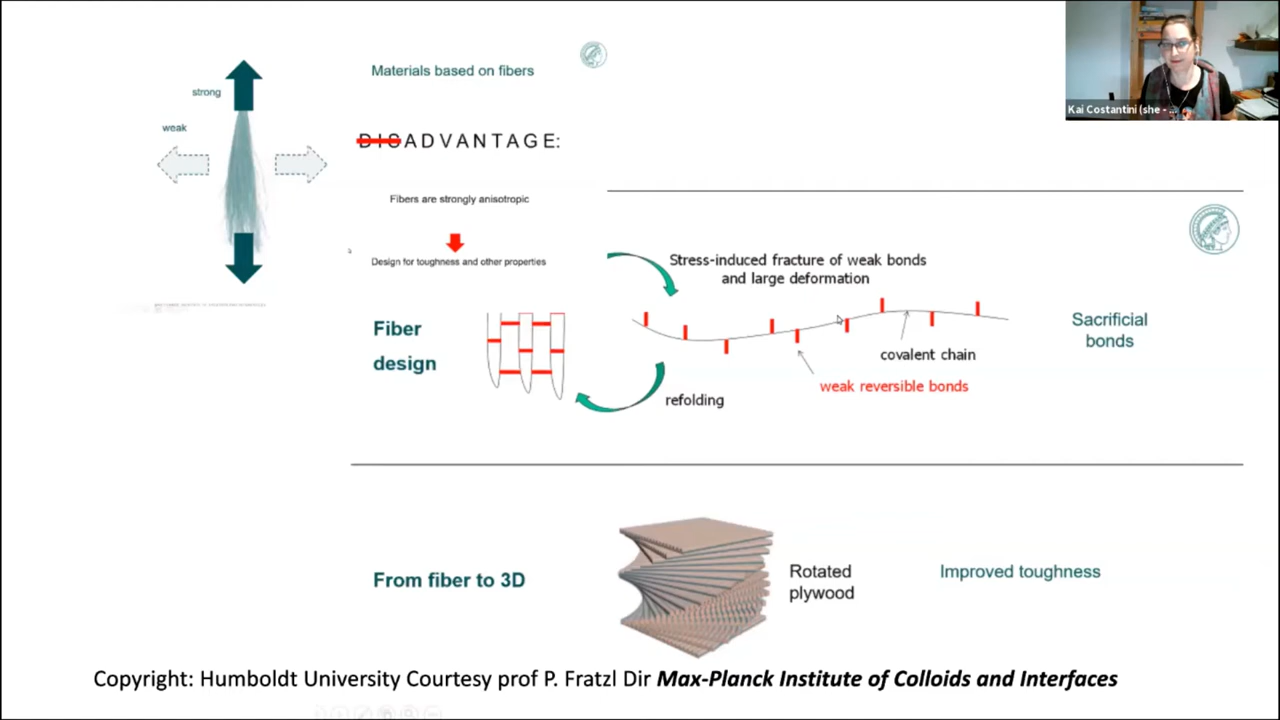 Kai Costantini (she - ...
Materials based on fibers
strong
weak
DISADVANTAGE:
Fibers are strongly anisotropic
Design for toughness and other properties
Stress-induced fracture of weak bonds
and large deformation
Fiber
design
covalent chain
weak reversible bonds
refolding
Sacrificial
bonds
From fiber to 3D
Rotated
plywood
Improved toughness
Copyright: Humboldt University Courtesy prof P. Fratzl Dir Max-Planck Institute of Colloids and Interfaces